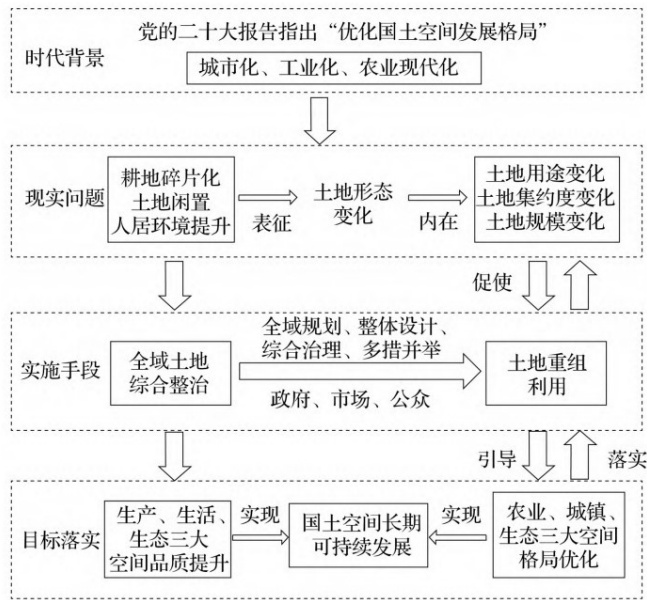 党的二十大报告指出“优化国土空间发展格局”
时代背景
城市化、工业化、农业现代化
现实问题
耕地碎片化
土地闲置
人居环境提升
表征
土地形态
变化
内在
土地用途变化
土地集约度变化
土地规模变化
促使
实施手段
全域土地
综合整治
全域规划、整体设计、
综合治理、多措并举
政府、市场、公众
土地重组
利用
引导
落实
目标落实
生产、生活、
生态三大
空间品质提升
实现
国土空间长期
可持续发展
实现
农业、城镇、
生态三大空间
格局优化